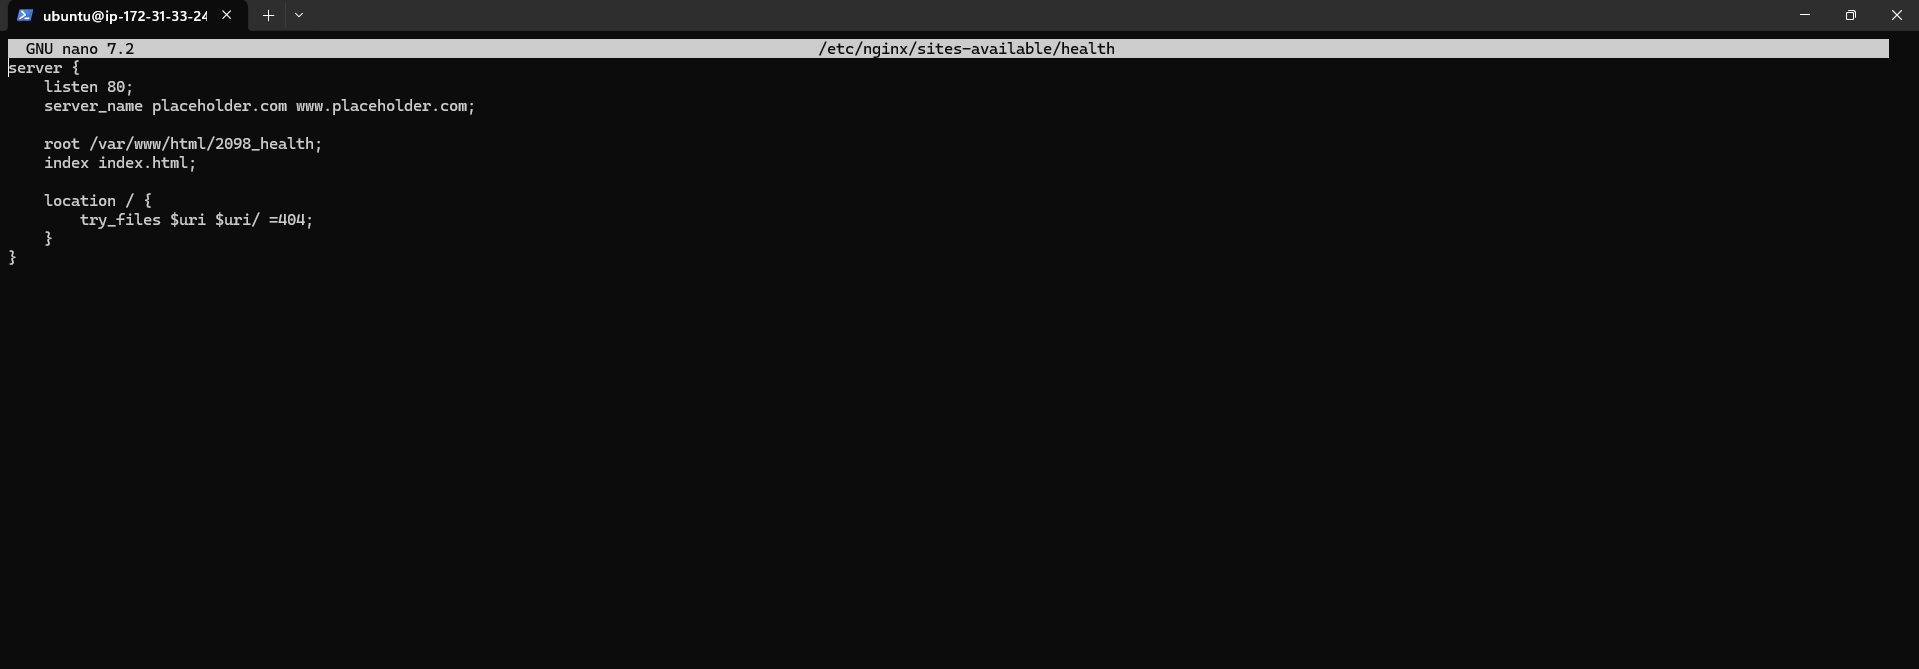 ubuntu@ip-172-31-33-24
GNU nano 7.2 /etc/nginx/sites-available/health
server {
    listen 80;
    server_name placeholder.com www.placeholder.com;

    root /var/www/html/2098_health;
    index index.html;

    location / {
        try_files $uri $uri/ =404;
    }
}